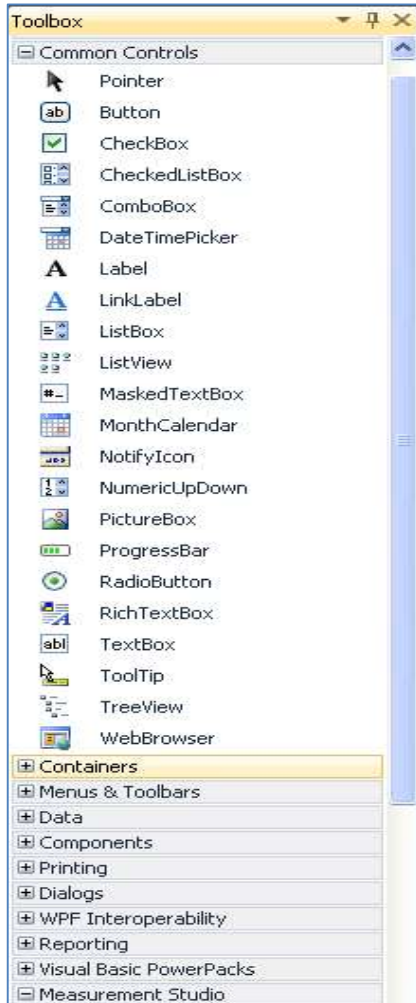 Toolbox
Common Controls
Pointer
Button
CheckBox
CheckedListBox
ComboBox
DateTimePicker
Label
LinkLabel
ListBox
ListView
MaskedTextBox
MonthCalendar
NotifyIcon
NumericUpDown
PictureBox
ProgressBar
RadioButton
RichTextBox
TextBox
ToolTip
TreeView
WebBrowser
Containers
Menus & Toolbars
Data
Components
Printing
Dialogs
WPF Interoperability
Reporting
Visual Basic PowerPacks
Measurement Studio